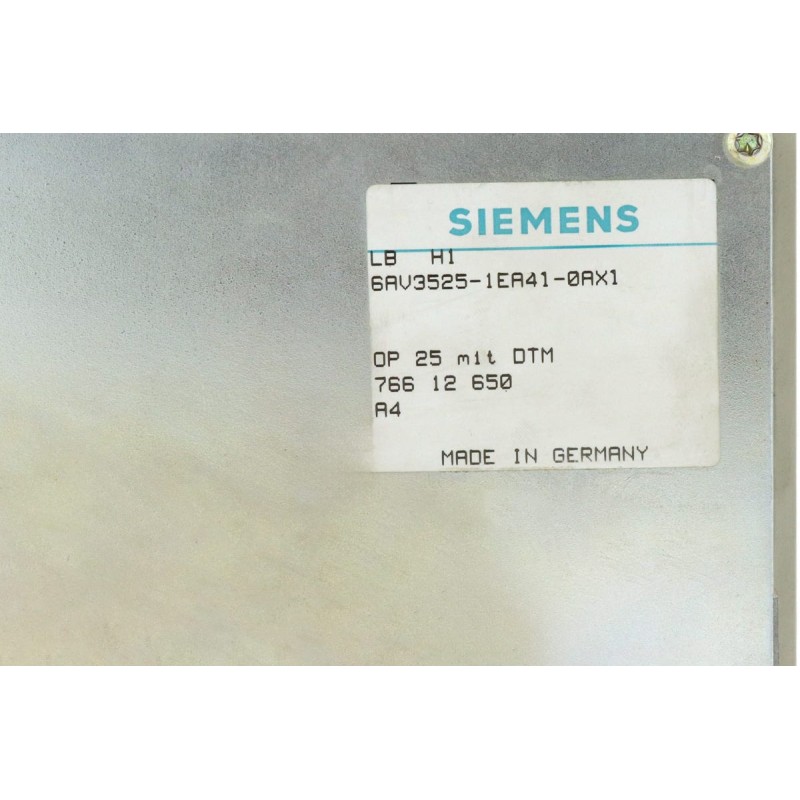 SIEMENS
LB H1
6AV3525-1EA41-0AX1
OP 25 mit DTM
766 12 650
A4
MADE IN GERMANY